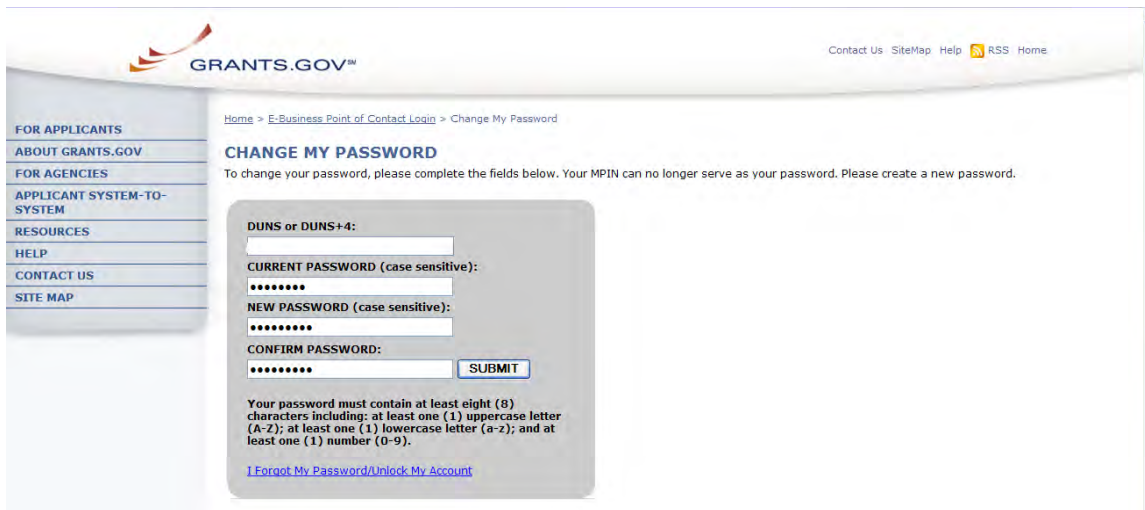 GRANTS.GOV℠
Contact Us SiteMap Help RSS Home
FOR APPLICANTS
ABOUT GRANTS.GOV
FOR AGENCIES
APPLICANT SYSTEM-TO-
SYSTEM
RESOURCES
HELP
CONTACT US
SITE MAP
Home > E-Business Point of Contact Login > Change My Password
CHANGE MY PASSWORD
To change your password, please complete the fields below. Your MPIN can no longer serve as your password. Please create a new password.
DUNS or DUNS+4:
CURRENT PASSWORD (case sensitive):
••••••••
NEW PASSWORD (case sensitive):
•••••••••
CONFIRM PASSWORD:
••••••••• SUBMIT
Your password must contain at least eight (8)
characters including: at least one (1) uppercase letter
(A-Z); at least one (1) lowercase letter (a-z); and at
least one (1) number (0-9).
I Forgot My Password/Unlock My Account